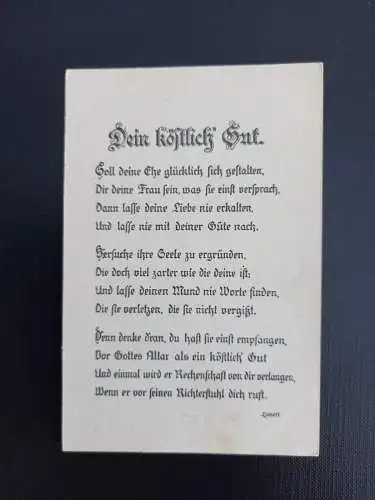 Dein köstlich Gut.
Soll deine Ehe glücklich sich gestalten,
Dir deine Frau sein, was sie einst versprach,
Dann lasse deine Liebe nie erkalten,
Und lasse nie mit deiner Güte nach.
Versuche ihre Seele zu ergründen,
Die doch viel zarter wie die deine ist:
Und lasse deinen Mund nie Worte finden,
Die sie verletzen, die sie nicht vergißt.
Denn denke dran, du hast sie einst empfangen,
Vor Gottes Altar als ein köstlich Gut
Und einmal wird er Rechenschaft von dir verlangen,
Wenn er vor seinen Richterstuhl dich ruft.